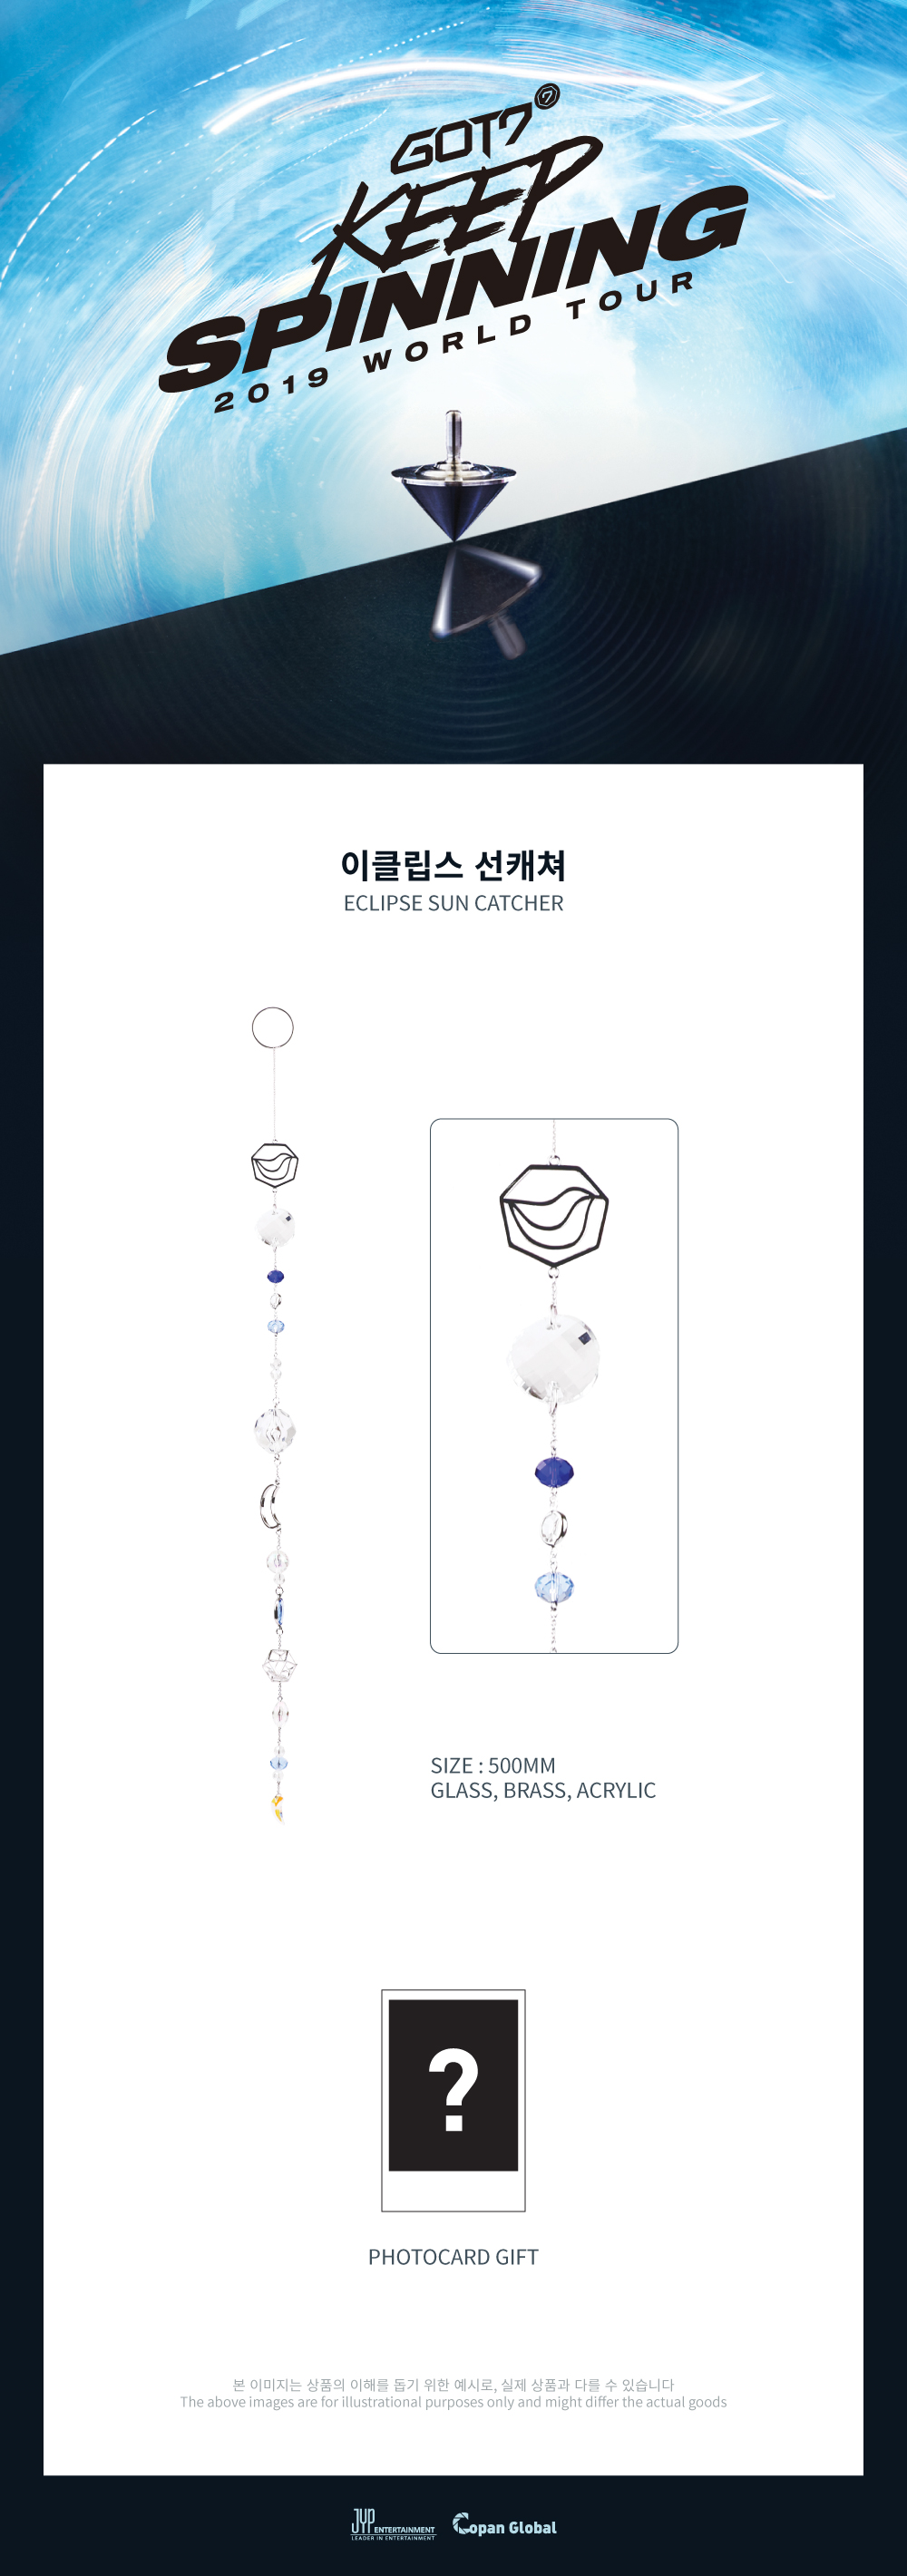 GOT7 7
KEEP
SPINNING
2019 WORLD TOUR
이클립스 선캐쳐
ECLIPSE SUN CATCHER
SIZE : 500MM
GLASS, BRASS, ACRYLIC
?
PHOTOCARD GIFT
본 이미지는 상품의 이해를 돕기 위한 예시로, 실제 상품과 다를 수 있습니다
The above images are for illustrational purposes only and might differ the actual goods
JYP ENTERTAINMENT
LEADER IN ENTERTAINMENT
Copan Global